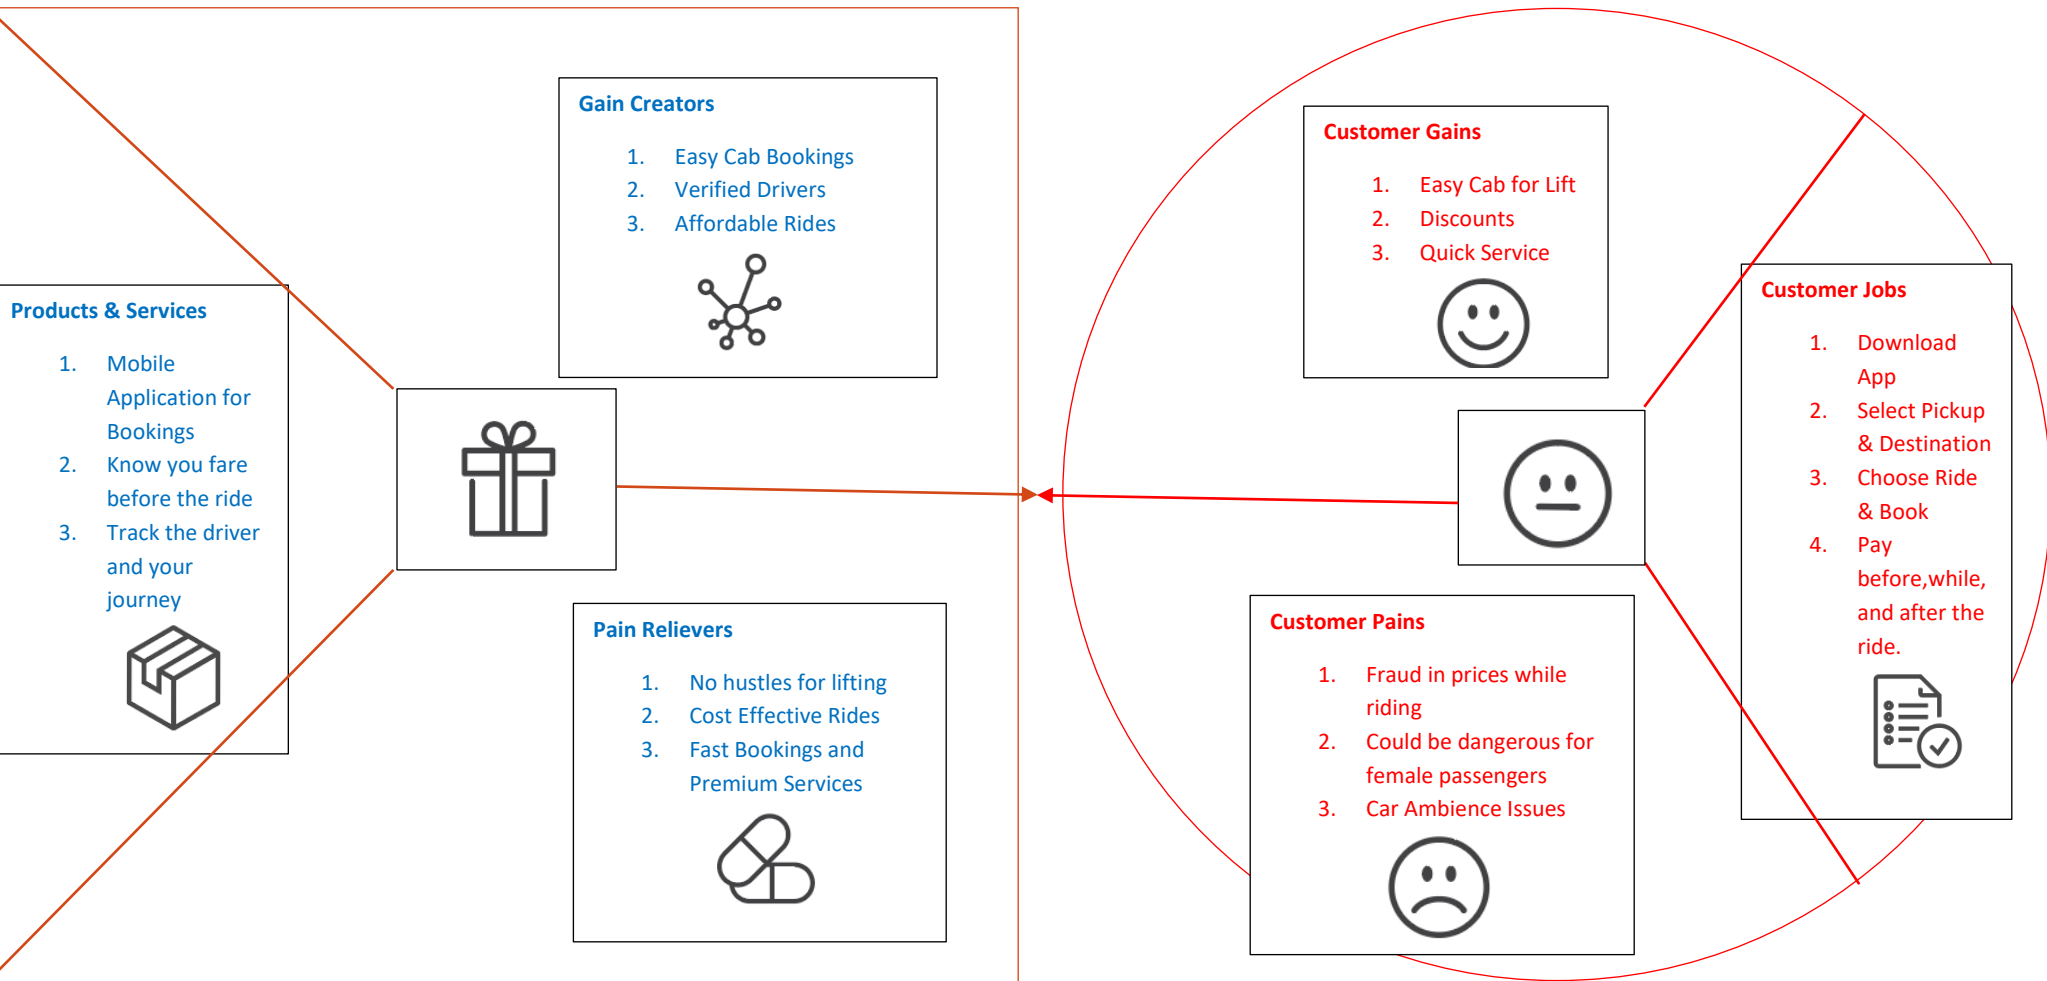 Gain Creators
1. Easy Cab Bookings
2. Verified Drivers
3. Affordable Rides
Products & Services
1. Mobile
Application for
Bookings
2. Know you fare
before the ride
3. Track the driver
and your
journey
Pain Relievers
1. No hustles for lifting
2. Cost Effective Rides
3. Fast Bookings and
Premium Services
Customer Gains
1. Easy Cab for Lift
2. Discounts
3. Quick Service
Customer Jobs
1. Download
App
2. Select Pickup
& Destination
3. Choose Ride
& Book
4. Pay
before,while,
and after the
ride.
Customer Pains
1. Fraud in prices while
riding
2. Could be dangerous for
female passengers
3. Car Ambience Issues